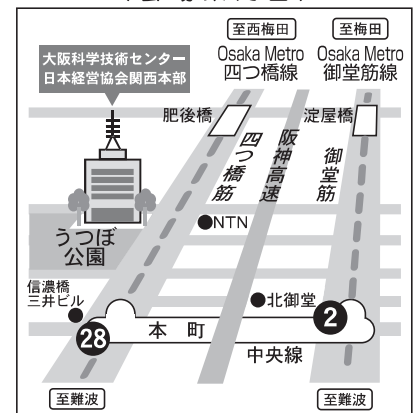 至西梅田
至梅田
Osaka Metro
四つ橋線
Osaka Metro
御堂筋線
大阪科学技術センター
日本経営協会関西本部
肥後橋
淀屋橋
四つ橋筋
阪神高速
御堂筋
NTN
うつぼ
公園
信濃橋
三井ビル
北御堂
28
本町
2
中央線
至難波
至難波